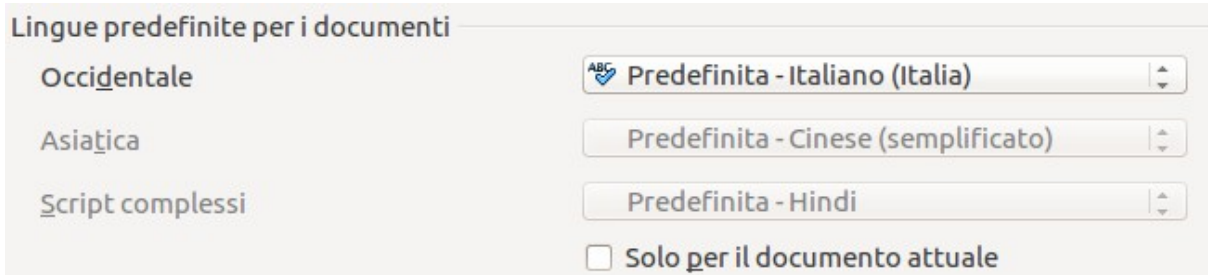 Lingue predefinite per i documenti
Occidentale ABC Predefinita - Italiano (Italia)
Asiatica Predefinita - Cinese (semplificato)
Script complessi Predefinita - Hindi
Solo per il documento attuale